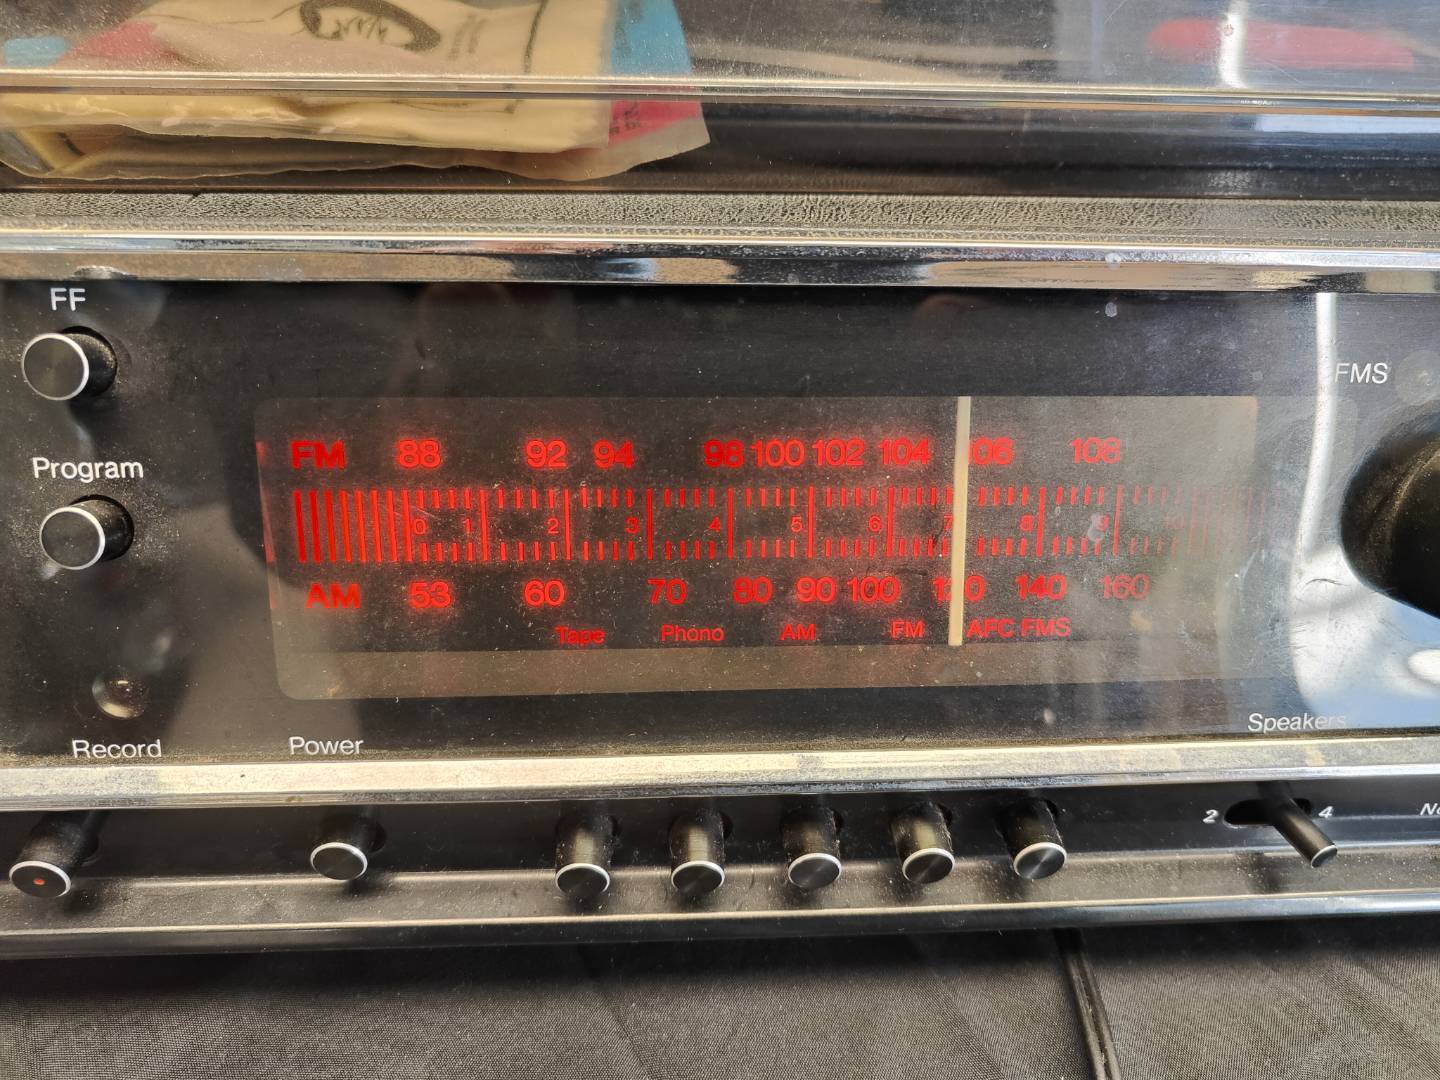 FF
FMS
Program
FM 88 92 94 98 100 102 104 106 108
0 1 2 3 4 5 6 7 8 9
AM 53 60 70 80 90 100 120 140 160
Tape Phono AM FM AFC FMS
Speakers
Record Power
2 4